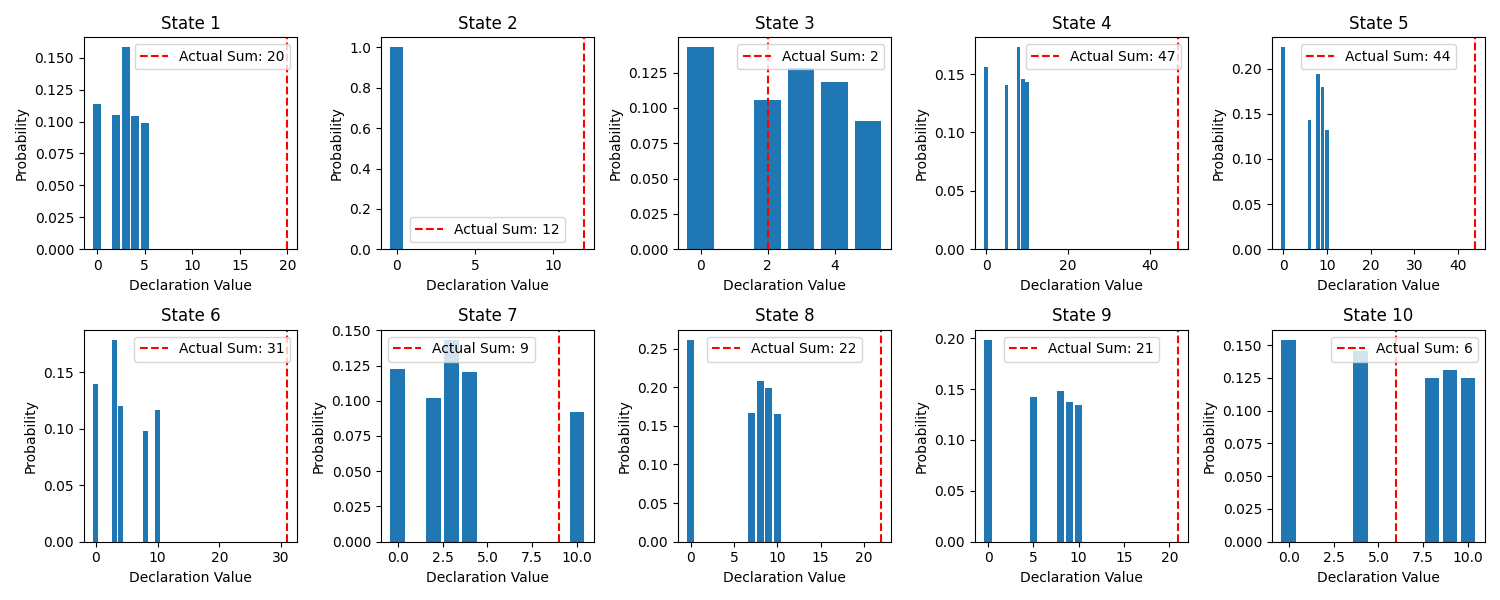 State 1
State 2
State 3
State 4
State 5
Actual Sum: 20
Actual Sum: 12
Actual Sum: 2
Actual Sum: 47
Actual Sum: 44
Probability
0.150
0.125
0.100
0.075
0.050
0.025
0.000
0 5 10 15 20
Declaration Value
Probability
1.0
0.8
0.6
0.4
0.2
0.0
0 5 10
Declaration Value
Probability
0.125
0.100
0.075
0.050
0.025
0.000
0 2 4
Declaration Value
Probability
0.15
0.10
0.05
0.00
0 20 40
Declaration Value
Probability
0.20
0.15
0.10
0.05
0.00
0 10 20 30 40
Declaration Value
State 6
State 7
State 8
State 9
State 10
Actual Sum: 31
Actual Sum: 9
Actual Sum: 22
Actual Sum: 21
Actual Sum: 6
Probability
0.15
0.10
0.05
0.00
0 10 20 30
Declaration Value
Probability
0.150
0.125
0.100
0.075
0.050
0.025
0.000
0.0 2.5 5.0 7.5 10.0
Declaration Value
Probability
0.25
0.20
0.15
0.10
0.05
0.00
0 5 10 15 20
Declaration Value
Probability
0.20
0.15
0.10
0.05
0.00
0 5 10 15 20
Declaration Value
Probability
0.150
0.125
0.100
0.075
0.050
0.025
0.000
0.0 2.5 5.0 7.5 10.0
Declaration Value